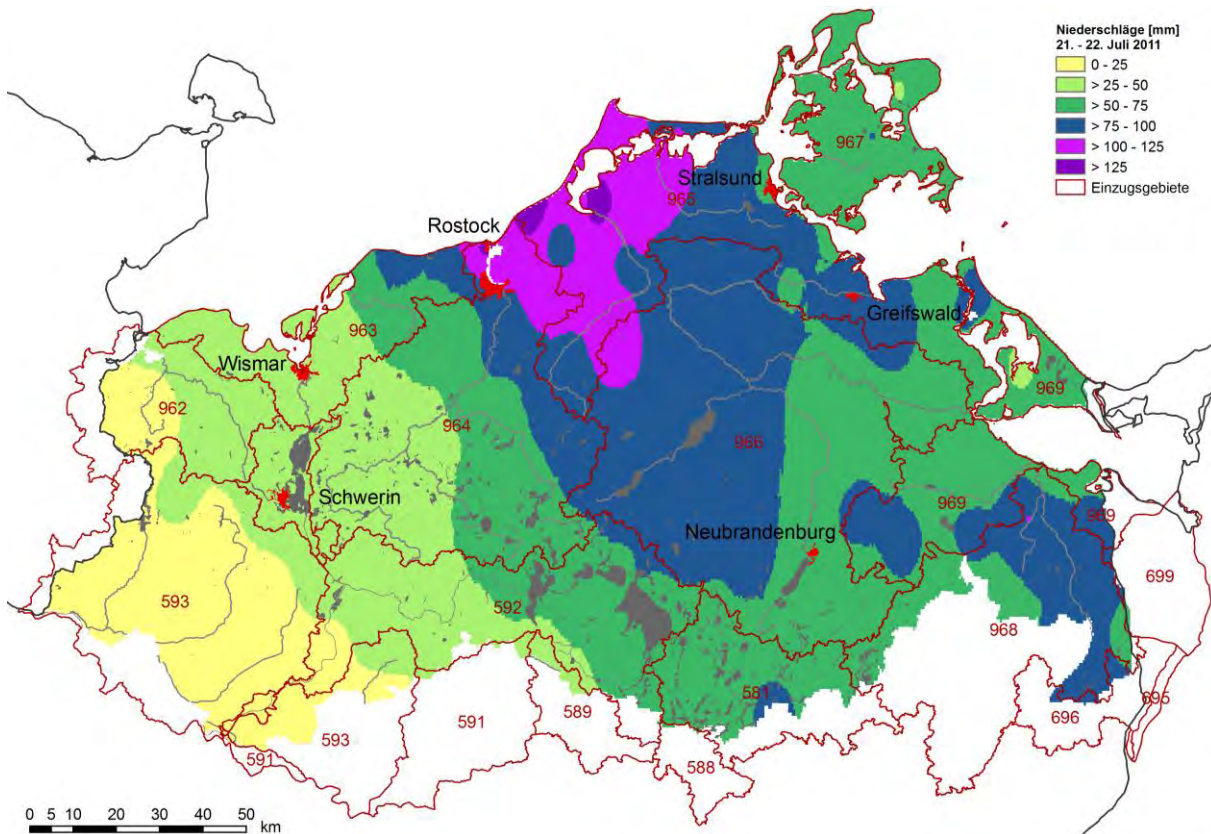 Niederschläge [mm]
21. - 22. Juli 2011
0 - 25
> 25 - 50
> 50 - 75
> 75 - 100
> 100 - 125
> 125
Einzugsgebiete
967
Stralsund
965
Rostock
Greifswald
963
Wismar
969
962
964
966
Schwerin
969
Neubrandenburg
989
699
593
592
968
581
695
589
591
696
593
591
588
0 5 10 20 30 40 50
km